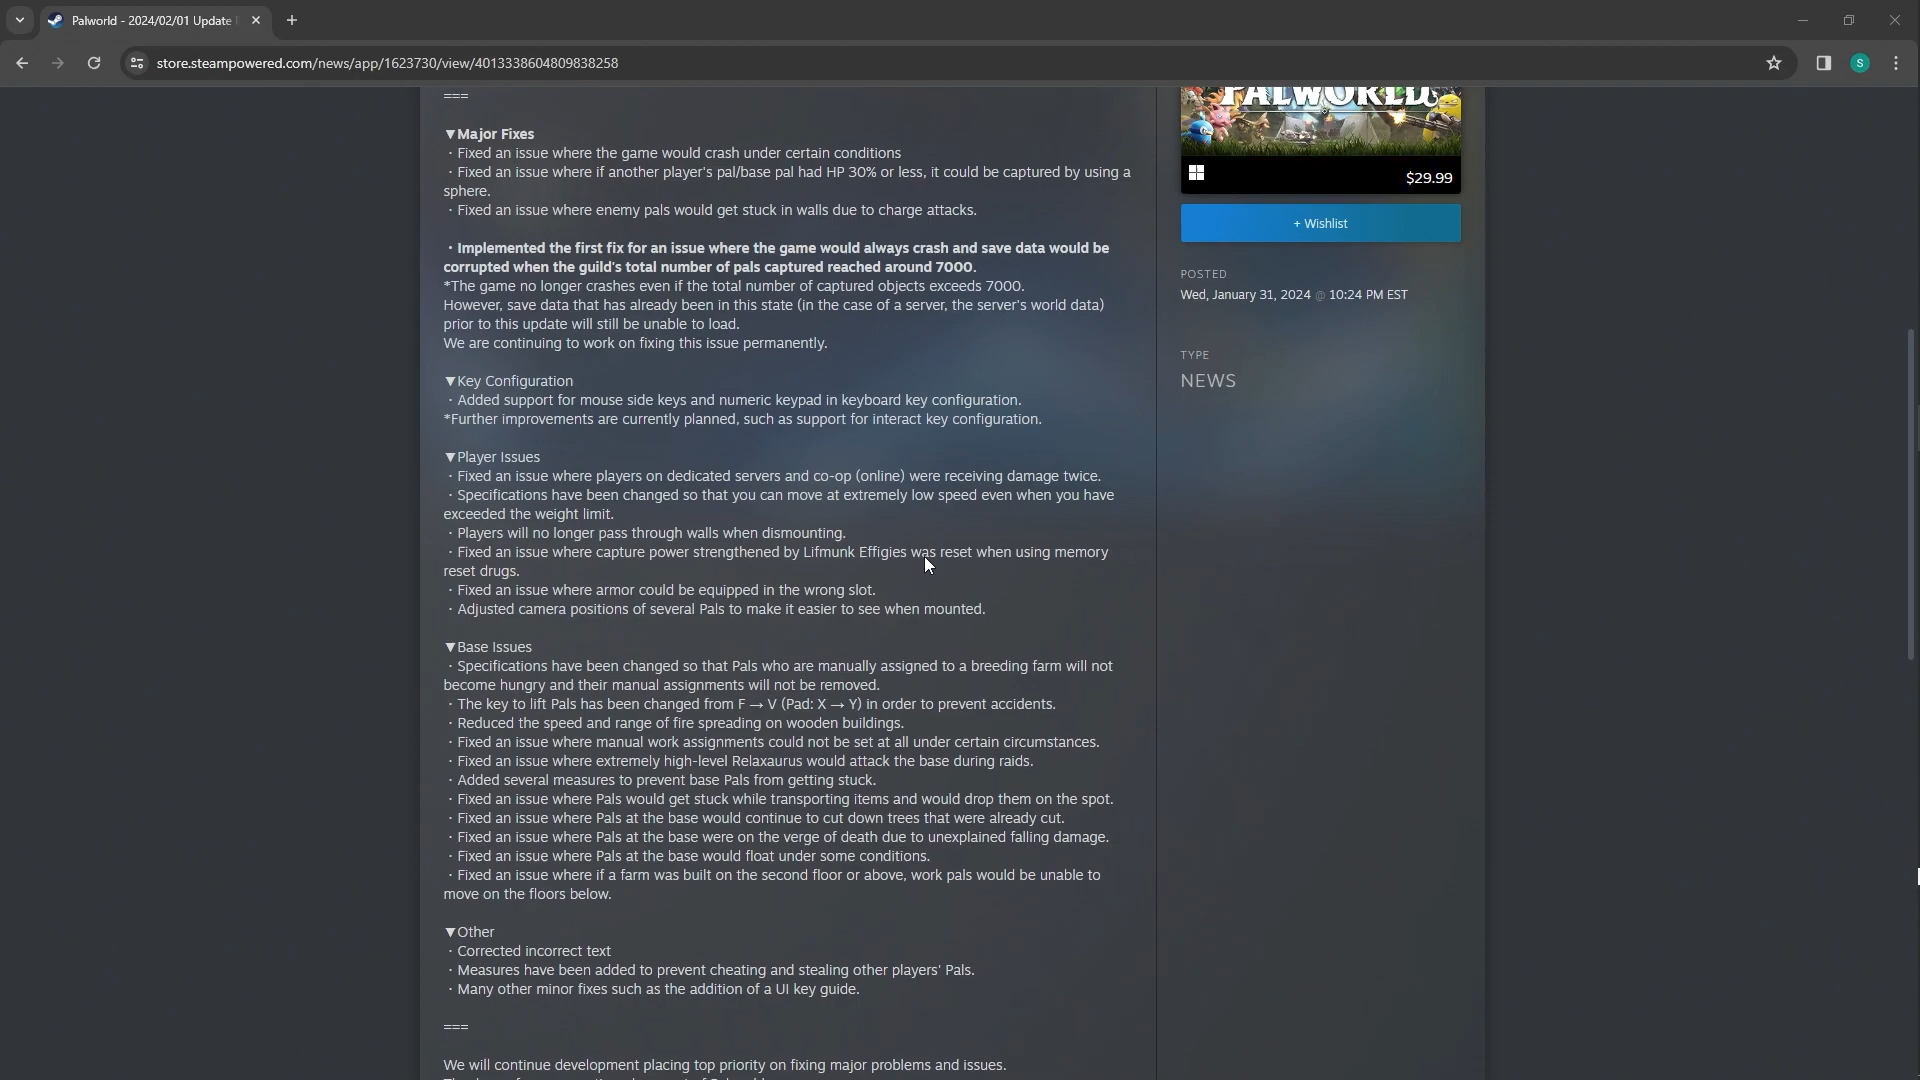 Palworld - 2024/02/01 Update
store.steampowered.com/news/app/1623730/view/4013338604809838258
S
===
▼Major Fixes
・Fixed an issue where the game would crash under certain conditions
・Fixed an issue where if another player's pal/base pal had HP 30% or less, it could be captured by using a
sphere.
・Fixed an issue where enemy pals would get stuck in walls due to charge attacks.
・Implemented the first fix for an issue where the game would always crash and save data would be
corrupted when the guild's total number of pals captured reached around 7000.
*The game no longer crashes even if the total number of captured objects exceeds 7000.
However, save data that has already been in this state (in the case of a server, the server's world data)
prior to this update will still be unable to load.
We are continuing to work on fixing this issue permanently.
▼Key Configuration
・Added support for mouse side keys and numeric keypad in keyboard key configuration.
*Further improvements are currently planned, such as support for interact key configuration.
▼Player Issues
・Fixed an issue where players on dedicated servers and co-op (online) were receiving damage twice.
・Specifications have been changed so that you can move at extremely low speed even when you have
exceeded the weight limit.
・Players will no longer pass through walls when dismounting.
・Fixed an issue where capture power strengthened by Lifmunk Effigies was reset when using memory
reset drugs.
・Fixed an issue where armor could be equipped in the wrong slot.
・Adjusted camera positions of several Pals to make it easier to see when mounted.
▼Base Issues
・Specifications have been changed so that Pals who are manually assigned to a breeding farm will not
become hungry and their manual assignments will not be removed.
・The key to lift Pals has been changed from F → V (Pad: X → Y) in order to prevent accidents.
・Reduced the speed and range of fire spreading on wooden buildings.
・Fixed an issue where manual work assignments could not be set at all under certain circumstances.
・Fixed an issue where extremely high-level Relaxaurus would attack the base during raids.
・Added several measures to prevent base Pals from getting stuck.
・Fixed an issue where Pals would get stuck while transporting items and would drop them on the spot.
・Fixed an issue where Pals at the base would continue to cut down trees that were already cut.
・Fixed an issue where Pals at the base were on the verge of death due to unexplained falling damage.
・Fixed an issue where Pals at the base would float under some conditions.
・Fixed an issue where if a farm was built on the second floor or above, work pals would be unable to
move on the floors below.
▼Other
・Corrected incorrect text
・Measures have been added to prevent cheating and stealing other players' Pals.
・Many other minor fixes such as the addition of a UI key guide.
===
We will continue development placing top priority on fixing major problems and issues.
PALWORLD
$29.99
+ Wishlist
POSTED
Wed, January 31, 2024 @ 10:24 PM EST
TYPE
NEWS